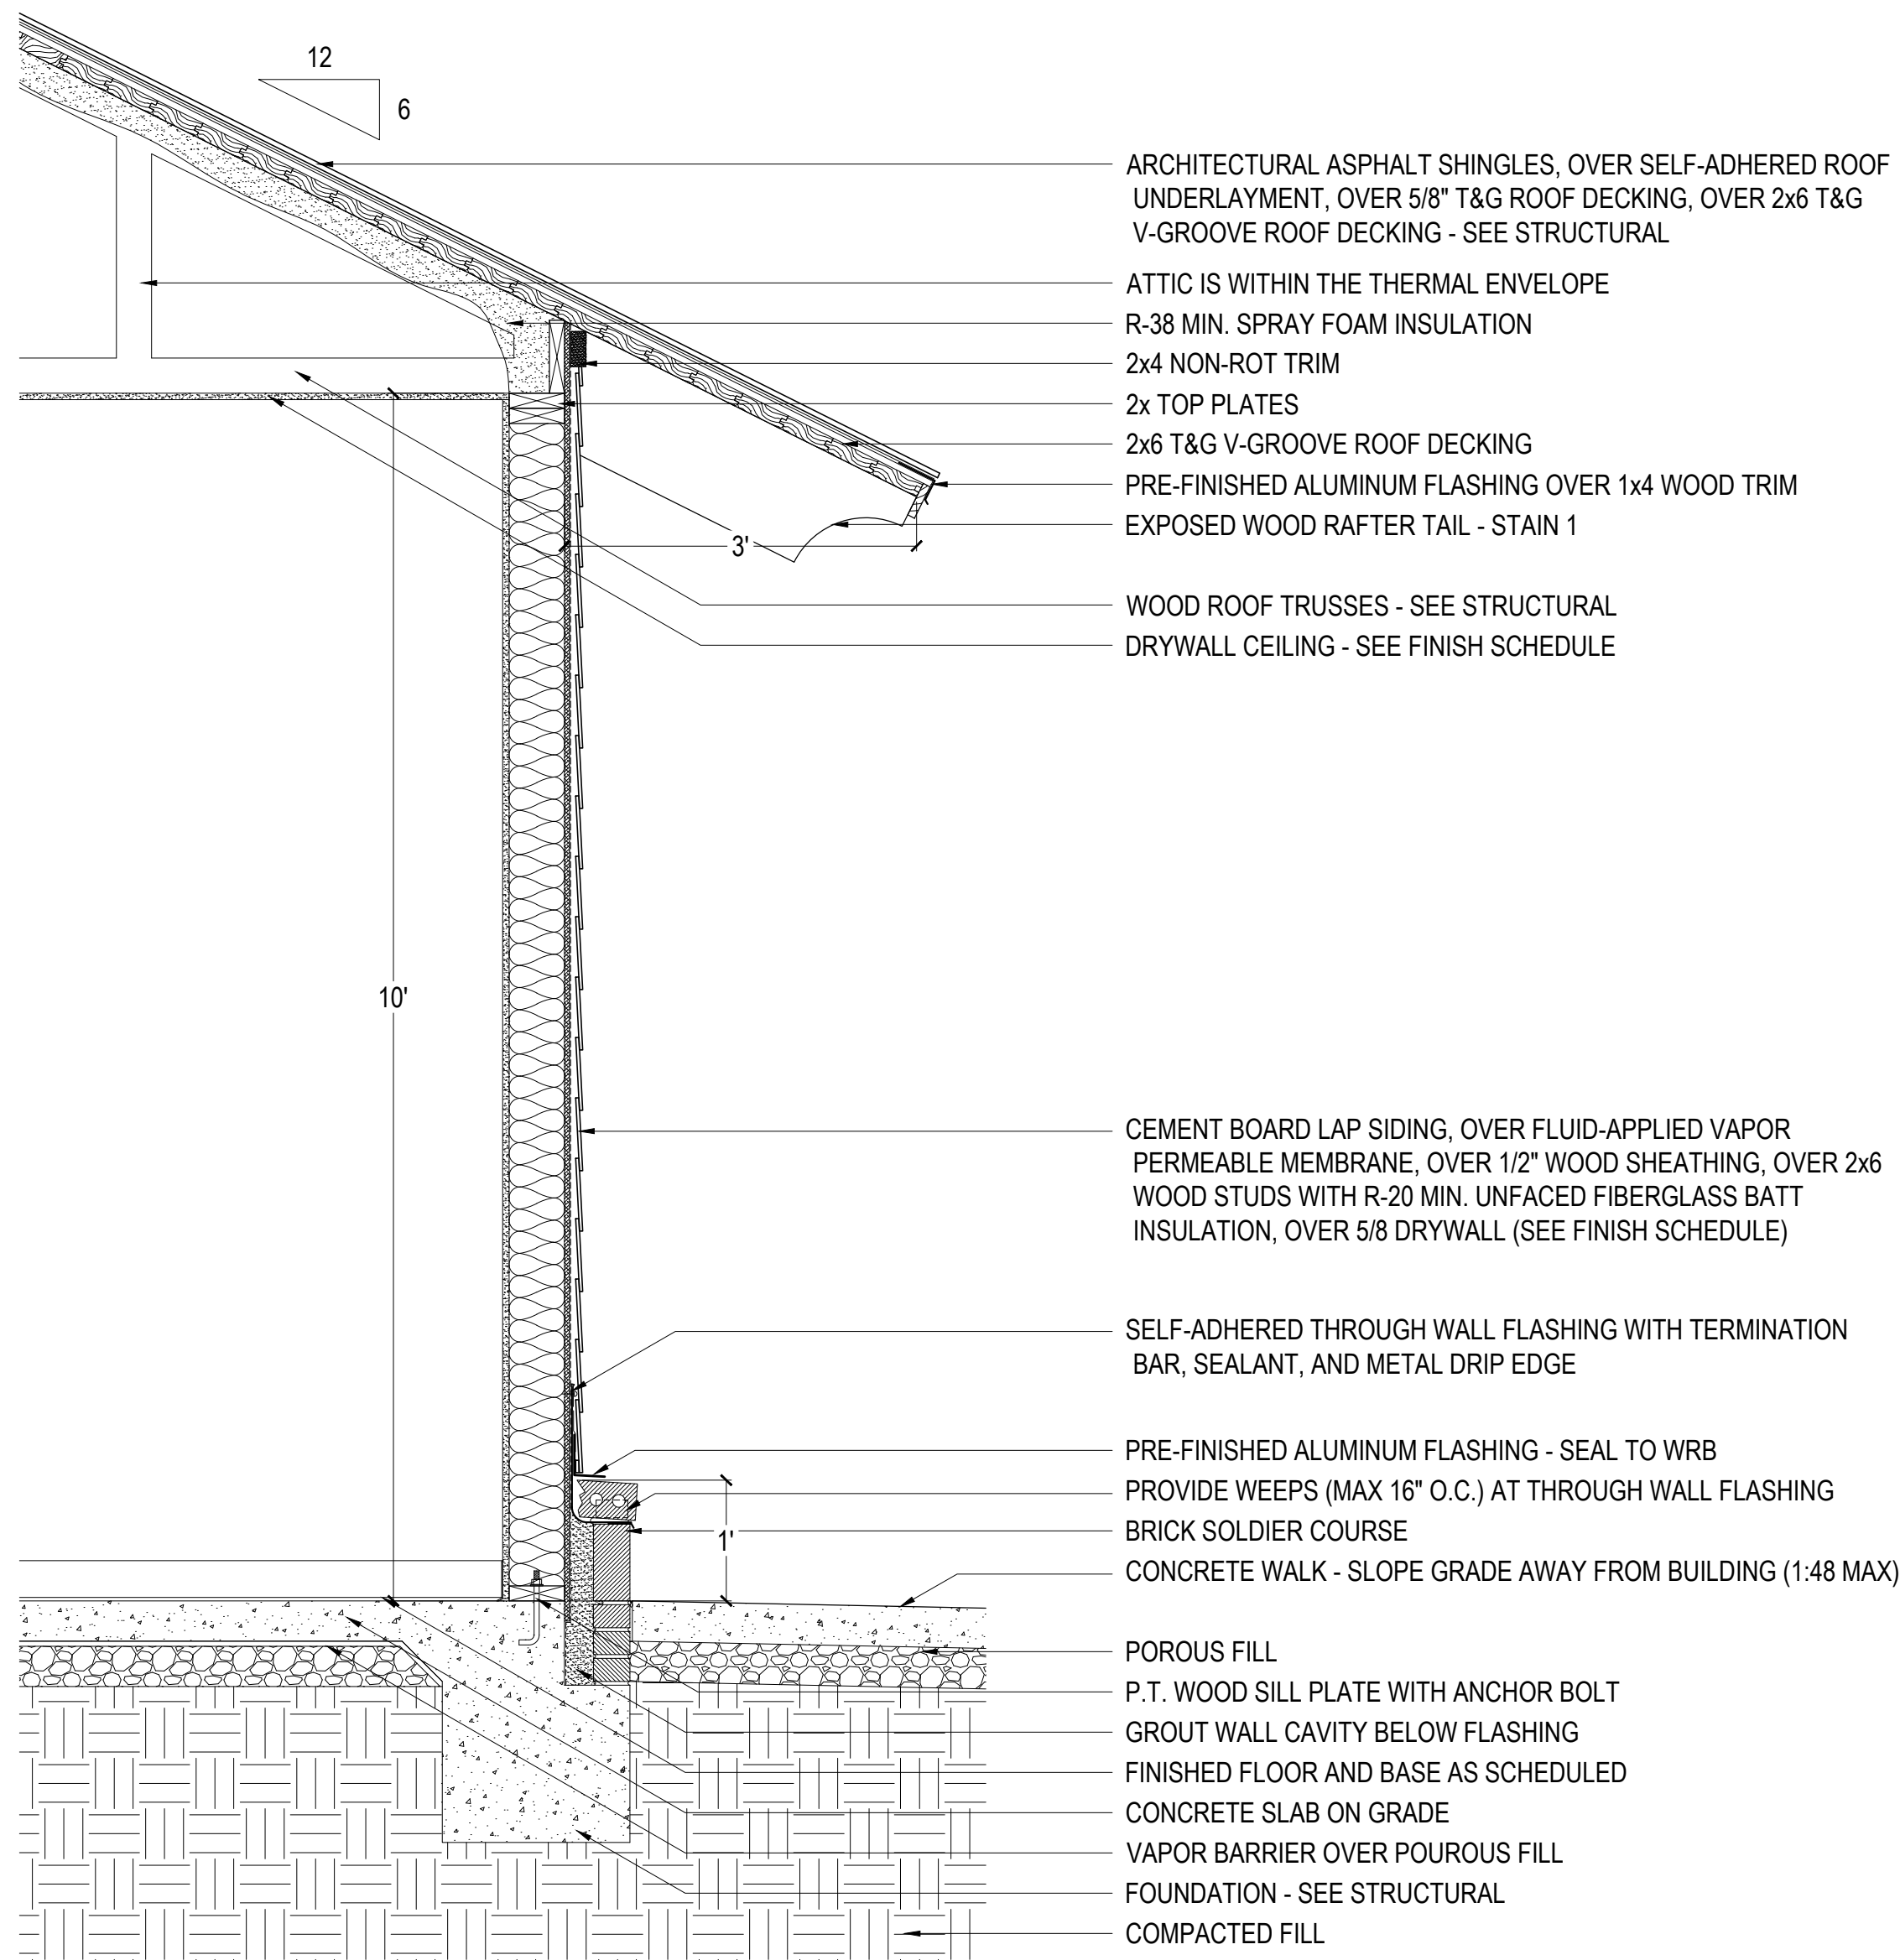 12
6
ARCHITECTURAL ASPHALT SHINGLES, OVER SELF-ADHERED ROOF
UNDERLAYMENT, OVER 5/8" T&G ROOF DECKING, OVER 2x6 T&G
V-GROOVE ROOF DECKING - SEE STRUCTURAL
ATTIC IS WITHIN THE THERMAL ENVELOPE
R-38 MIN. SPRAY FOAM INSULATION
2x4 NON-ROT TRIM
2x TOP PLATES
2x6 T&G V-GROOVE ROOF DECKING
PRE-FINISHED ALUMINUM FLASHING OVER 1x4 WOOD TRIM
EXPOSED WOOD RAFTER TAIL - STAIN 1
3'
WOOD ROOF TRUSSES - SEE STRUCTURAL
DRYWALL CEILING - SEE FINISH SCHEDULE
10'
CEMENT BOARD LAP SIDING, OVER FLUID-APPLIED VAPOR
PERMEABLE MEMBRANE, OVER 1/2" WOOD SHEATHING, OVER 2x6
WOOD STUDS WITH R-20 MIN. UNFACED FIBERGLASS BATT
INSULATION, OVER 5/8 DRYWALL (SEE FINISH SCHEDULE)
SELF-ADHERED THROUGH WALL FLASHING WITH TERMINATION
BAR, SEALANT, AND METAL DRIP EDGE
PRE-FINISHED ALUMINUM FLASHING - SEAL TO WRB
PROVIDE WEEPS (MAX 16" O.C.) AT THROUGH WALL FLASHING
BRICK SOLDIER COURSE
1'
CONCRETE WALK - SLOPE GRADE AWAY FROM BUILDING (1:48 MAX)
POROUS FILL
P.T. WOOD SILL PLATE WITH ANCHOR BOLT
GROUT WALL CAVITY BELOW FLASHING
FINISHED FLOOR AND BASE AS SCHEDULED
CONCRETE SLAB ON GRADE
VAPOR BARRIER OVER POUROUS FILL
FOUNDATION - SEE STRUCTURAL
COMPACTED FILL